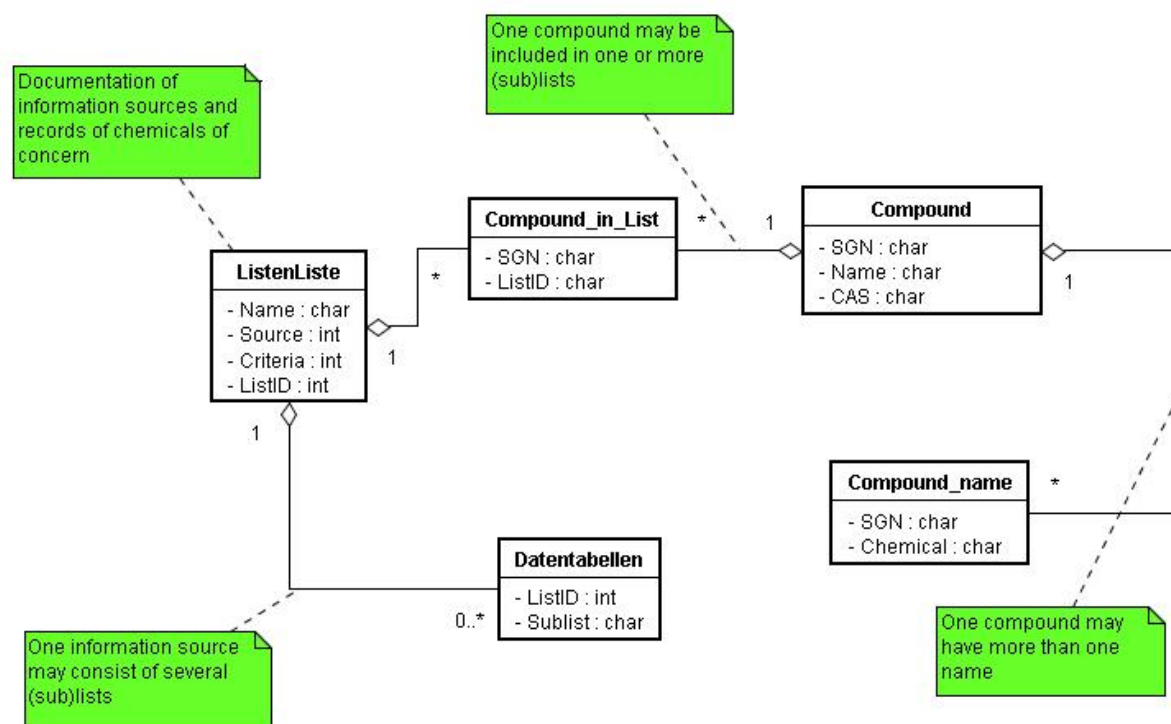 One compound may be
included in one or more
(sub)lists
Documentation of
information sources and
records of chemicals of
concern
Compound_in_List
- SGN : char
- ListID : char
*
1
Compound
- SGN : char
- Name : char
- CAS : char
1
ListenListe
- Name : char
- Source : int
- Criteria : int
- ListID : int
*
1
1
Compound_name
- SGN : char
- Chemical : char
*
Datentabellen
- ListID : int
- Sublist : char
0..*
One information source
may consist of several
(sub)lists
One compound may
have more than one
name